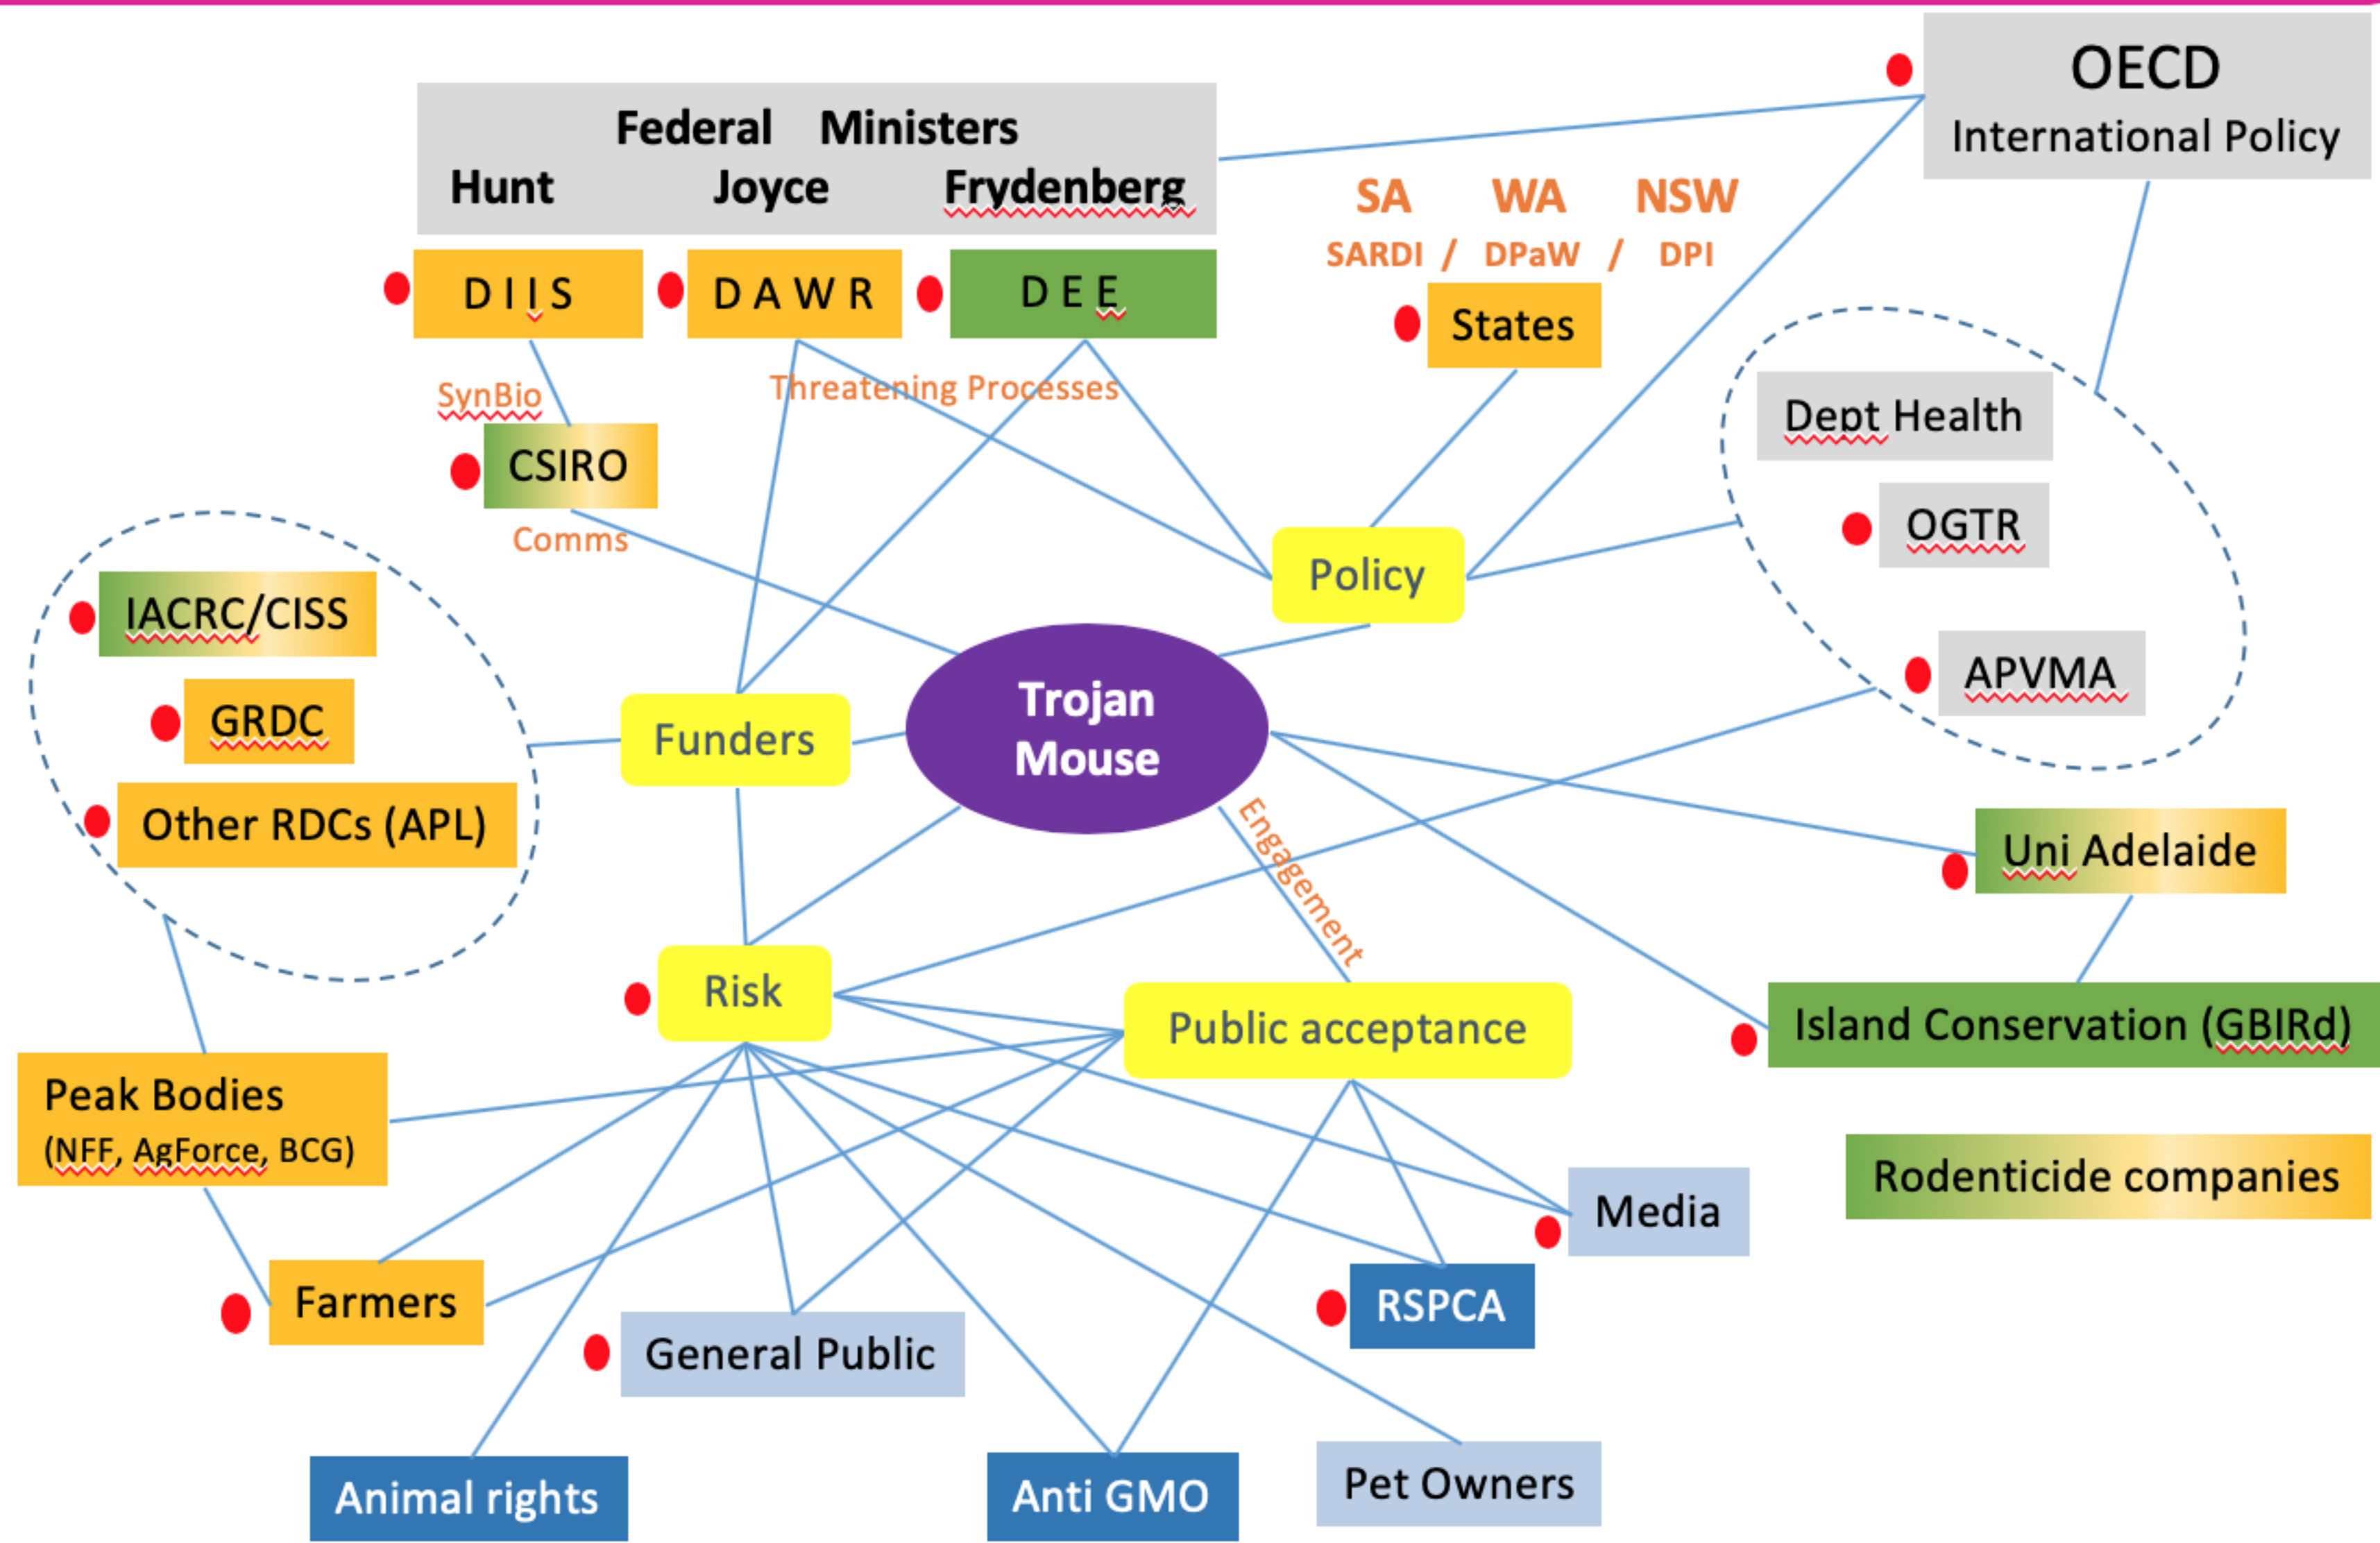 OECD
International Policy
Federal Ministers
Hunt Joyce Frydenberg
SA WA NSW
SARDI / DPaW / DPI
D I I S
D A W R
D E E
States
SynBio
Threatening Processes
Dept Health
CSIRO
OGTR
Comms
Policy
IACRC/CISS
APVMA
GRDC
Funders
Trojan
Mouse
Other RDCs (APL)
Engagement
Uni Adelaide
Risk
Public acceptance
Island Conservation (GBIRd)
Peak Bodies
(NFF, AgForce, BCG)
Rodenticide companies
Media
Farmers
RSPCA
General Public
Animal rights
Anti GMO
Pet Owners